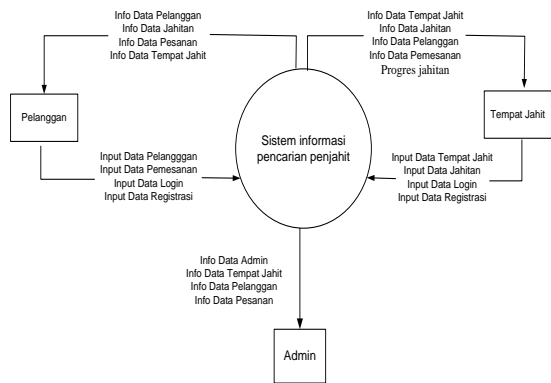 Info Data Pelanggan
Info Data Jahitan
Info Data Pesanan
Info Data Tempat Jahit
Info Data Tempat Jahit
Info Data Jahitan
Info Data Pelanggan
Info Data Pemesanan
Progres jahitan
Pelanggan
Sistem informasi
pencarian penjahit
Tempat Jahit
Input Data Pelangggan
Input Data Pemesanan
Input Data Login
Input Data Registrasi
Input Data Tempat Jahit
Input Data Jahitan
Input Data Login
Input Data Registrasi
Info Data Admin
Info Data Tempat Jahit
Info Data Pelanggan
Info Data Pesanan
Admin